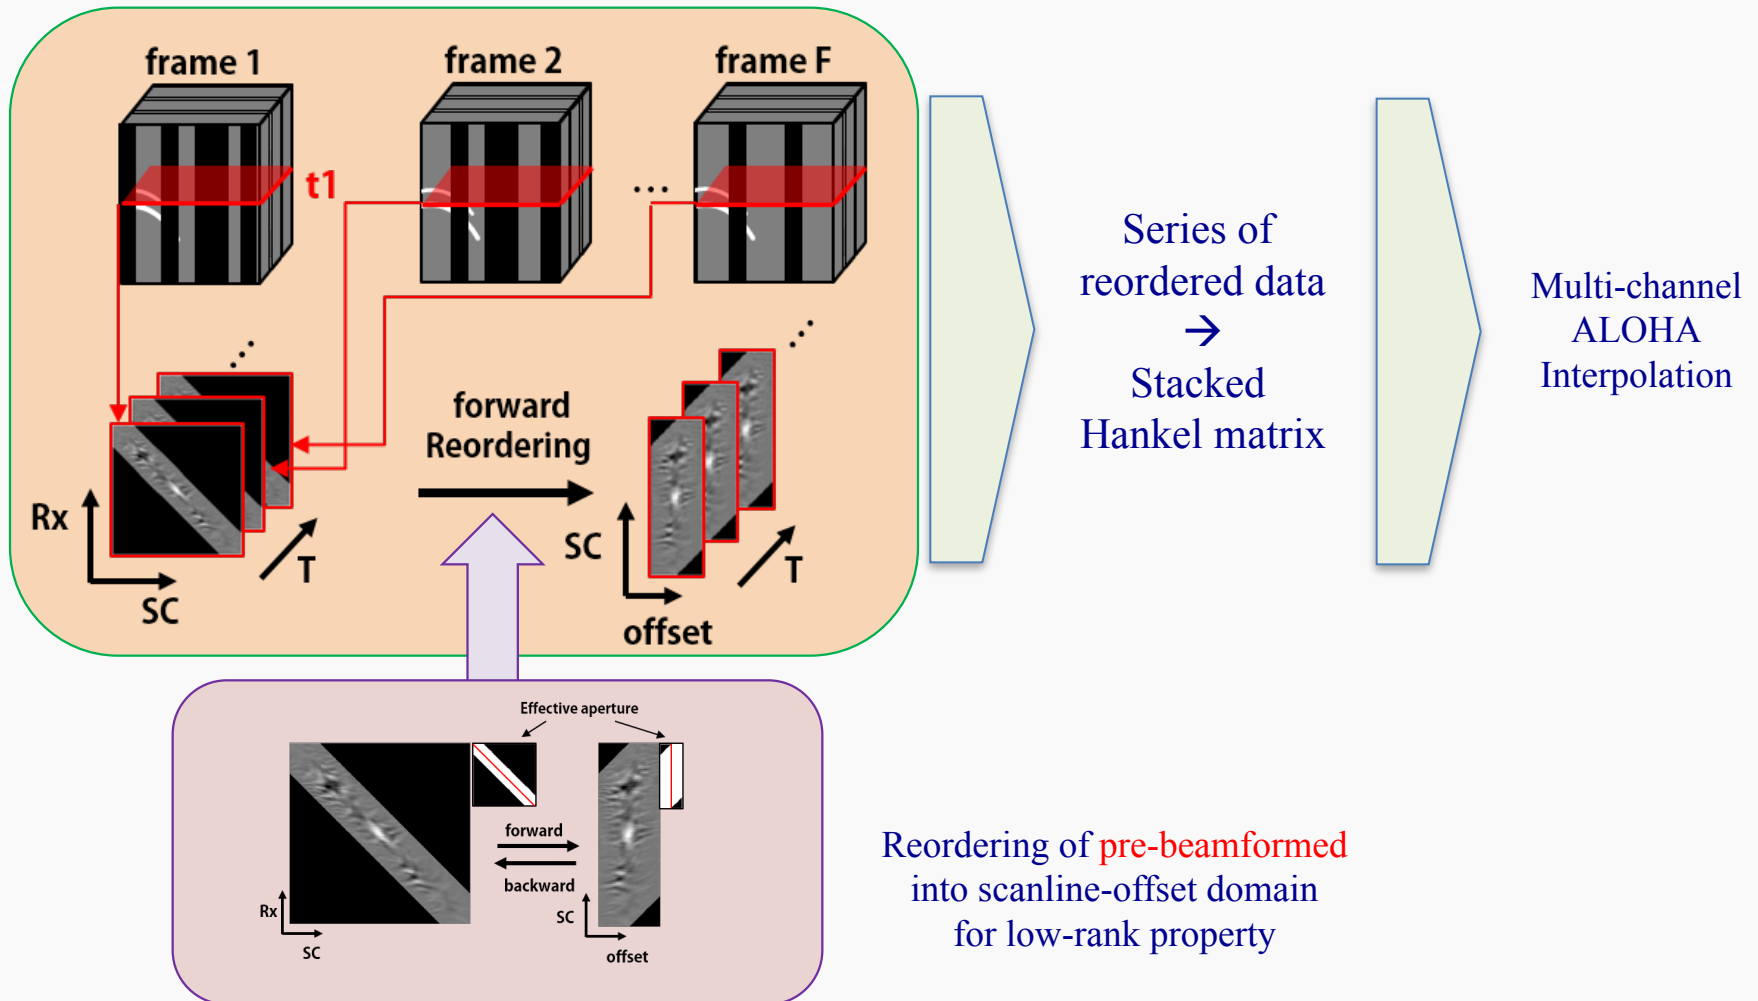 frame 1
frame 2
frame F
t1
...
forward
Reordering
Rx
SC
T
SC
offset
T
Series of
reordered data
→
Stacked
Hankel matrix
Multi-channel
ALOHA
Interpolation
Effective aperture
forward
backward
Rx
SC
SC
offset
Reordering of pre-beamformed
into scanline-offset domain
for low-rank property